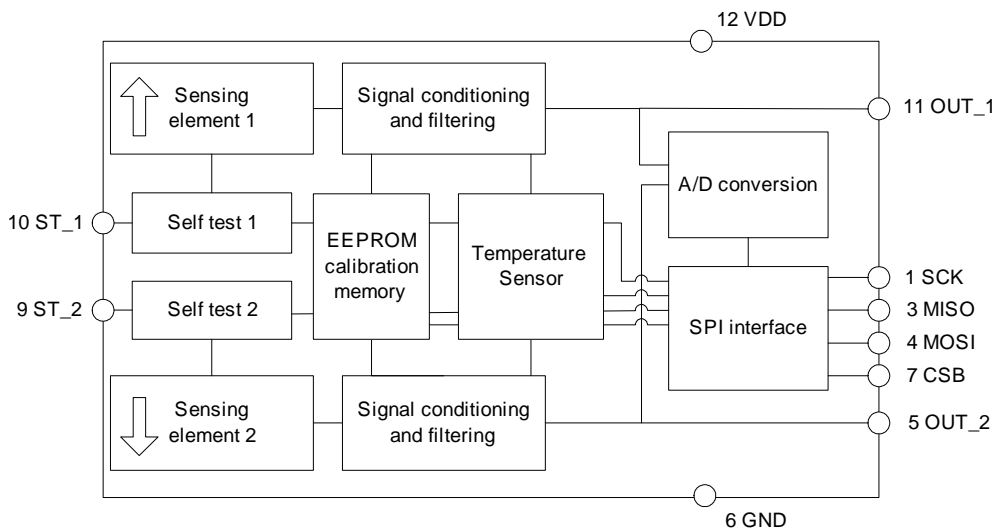 12 VDD
Sensing
element 1
Signal conditioning
and filtering
11 OUT_1
A/D conversion
10 ST_1
Self test 1
EEPROM
calibration
memory
Temperature
Sensor
9 ST_2
Self test 2
SPI interface
1 SCK
3 MISO
4 MOSI
7 CSB
Sensing
element 2
Signal conditioning
and filtering
5 OUT_2
6 GND